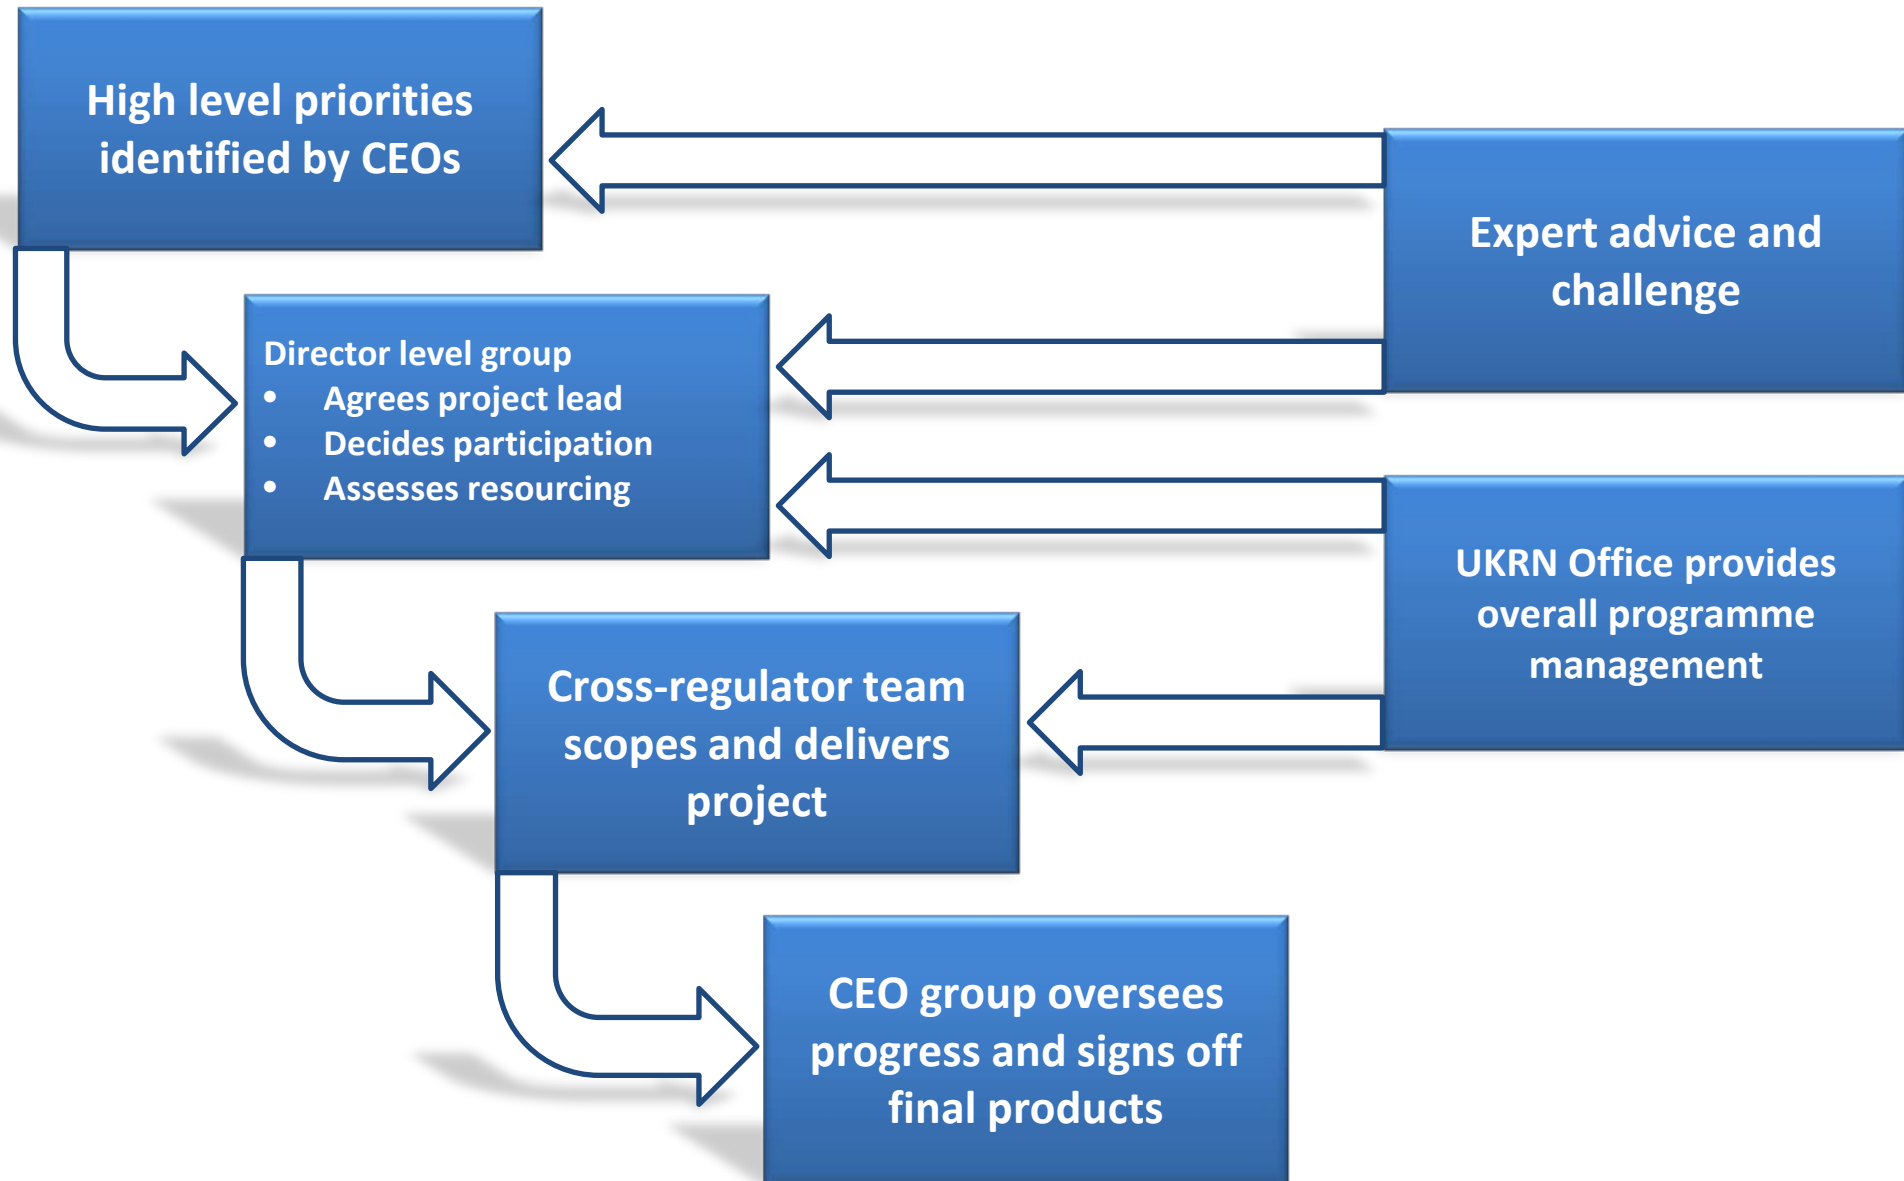 High level priorities
identified by CEOs
Expert advice and
challenge
Director level group
• Agrees project lead
• Decides participation
• Assesses resourcing
UKRN Office provides
overall programme
management
Cross-regulator team
scopes and delivers
project
CEO group oversees
progress and signs off
final products